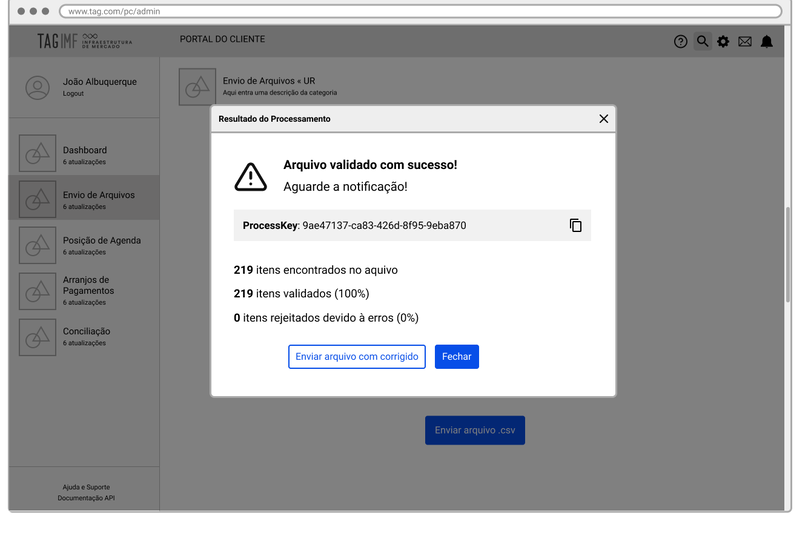 www.tag.com/pc/admin
TAG IMF INFRAESTRUTURA DE MERCADO
PORTAL DO CLIENTE
João Albuquerque
Logout
Dashboard
6 atualizações
Envio de Arquivos
6 atualizações
Posição de Agenda
6 atualizações
Arranjos de
Pagamentos
6 atualizações
Conciliação
6 atualizações
Ajuda e Suporte
Documentação API
Envio de Arquivos « UR
Aqui entra uma descrição da categoria
Resultado do Processamento
Arquivo validado com sucesso!
Aguarde a notificação!
ProcessKey: 9ae47137-ca83-426d-8f95-9eba870
219 itens encontrados no aquivo
219 itens validados (100%)
0 itens rejeitados devido à erros (0%)
Enviar arquivo com corrigido
Fechar
Enviar arquivo .csv